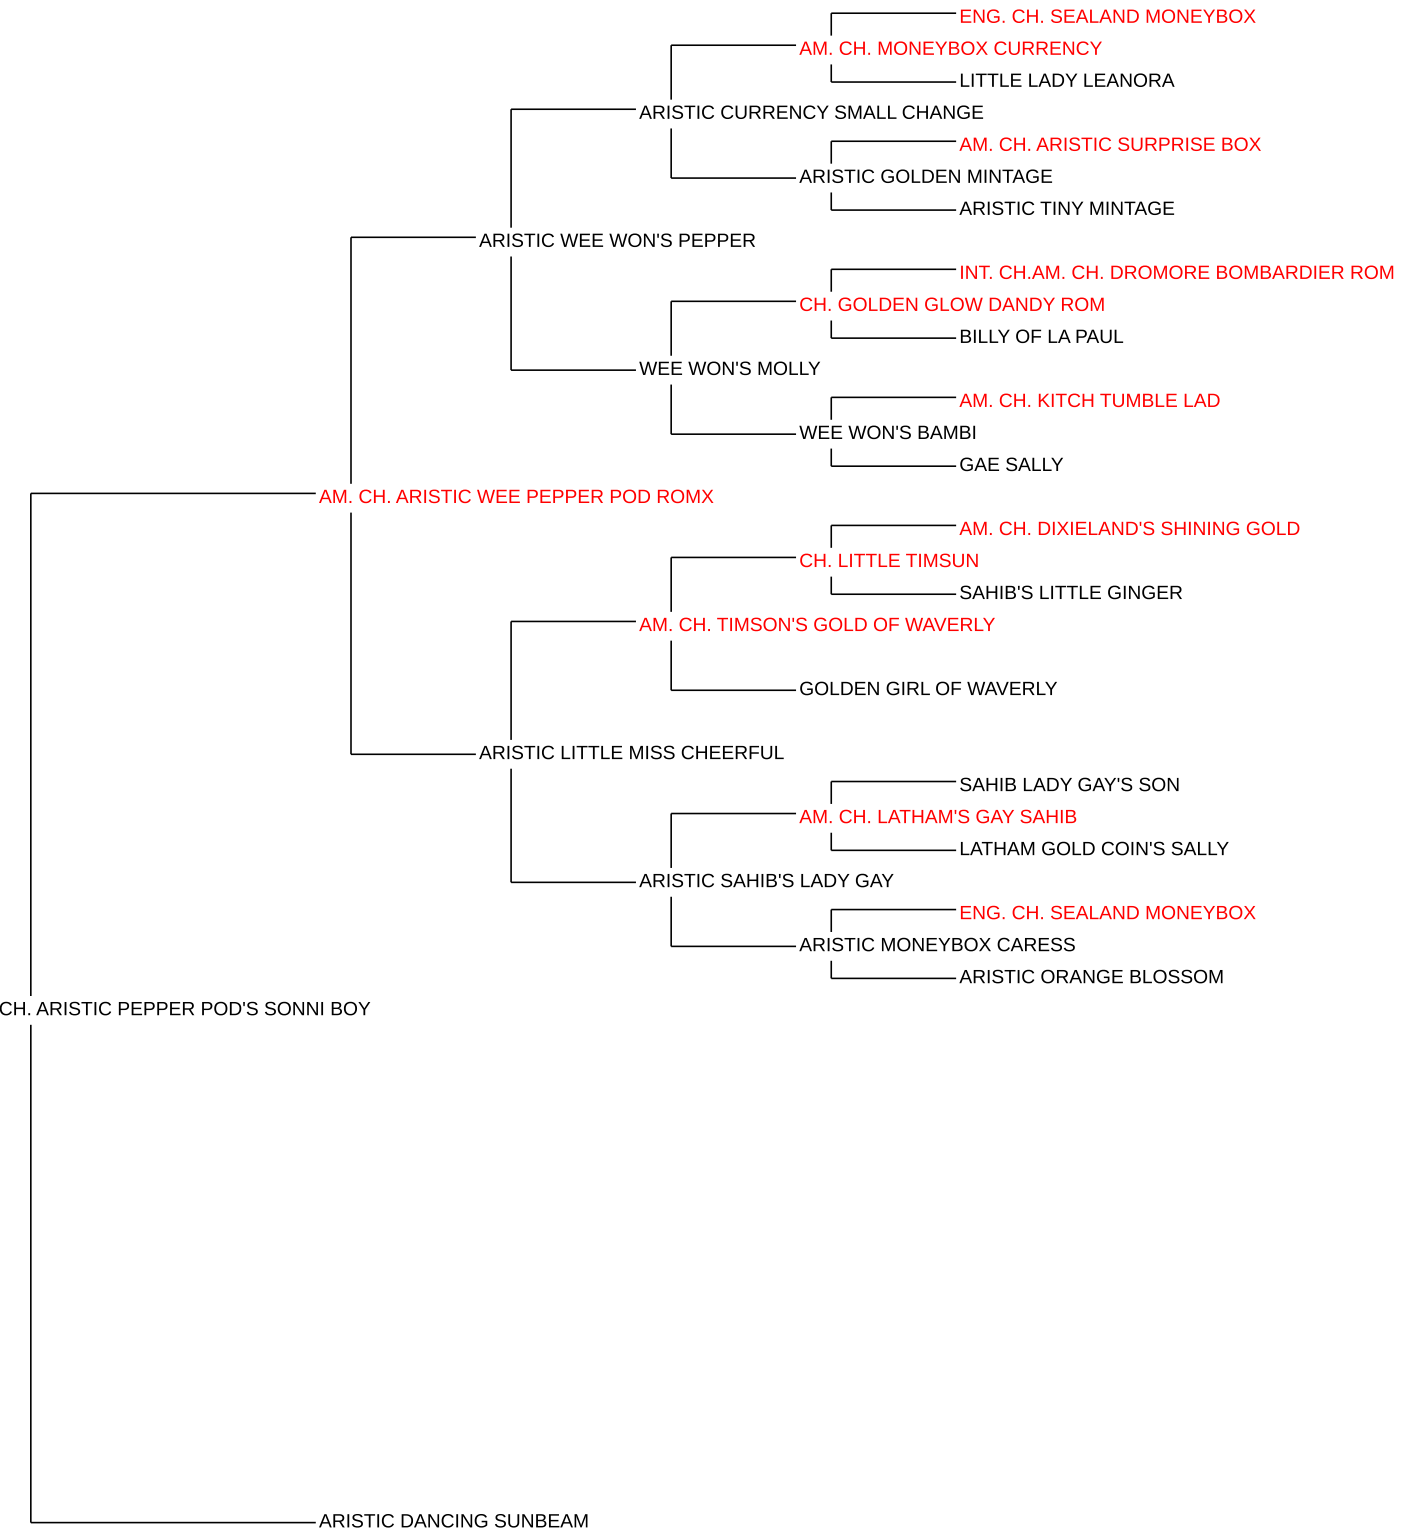 ENG. CH. SEALAND MONEYBOX
AM. CH. MONEYBOX CURRENCY
LITTLE LADY LEANORA
ARISTIC CURRENCY SMALL CHANGE
AM. CH. ARISTIC SURPRISE BOX
ARISTIC GOLDEN MINTAGE
ARISTIC TINY MINTAGE
ARISTIC WEE WON'S PEPPER
INT. CH.AM. CH. DROMORE BOMBARDIER ROM
CH. GOLDEN GLOW DANDY ROM
BILLY OF LA PAUL
WEE WON'S MOLLY
AM. CH. KITCH TUMBLE LAD
WEE WON'S BAMBI
GAE SALLY
AM. CH. ARISTIC WEE PEPPER POD ROMX
AM. CH. DIXIELAND'S SHINING GOLD
CH. LITTLE TIMSUN
SAHIB'S LITTLE GINGER
AM. CH. TIMSON'S GOLD OF WAVERLY
GOLDEN GIRL OF WAVERLY
ARISTIC LITTLE MISS CHEERFUL
SAHIB LADY GAY'S SON
AM. CH. LATHAM'S GAY SAHIB
LATHAM GOLD COIN'S SALLY
ARISTIC SAHIB'S LADY GAY
ENG. CH. SEALAND MONEYBOX
ARISTIC MONEYBOX CARESS
ARISTIC ORANGE BLOSSOM
CH. ARISTIC PEPPER POD'S SONNI BOY
ARISTIC DANCING SUNBEAM